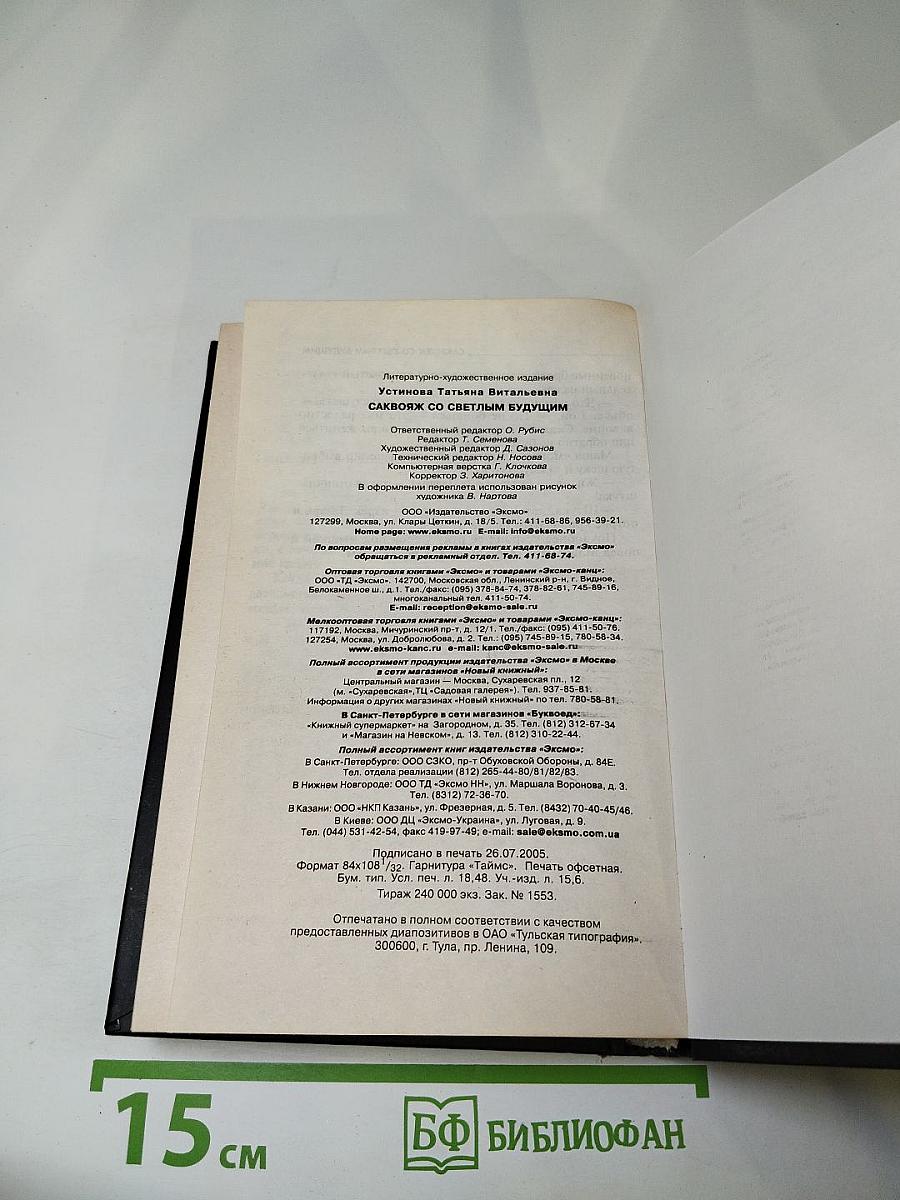 Литературно-художественное издание
Устинова Татьяна Витальевна
САКВОЯЖ СО СВЕТЛЫМ БУДУЩИМ
Ответственный редактор О. Рубис
Редактор Т. Семенова
Художественный редактор Д. Сазонов
Технический редактор Н. Носова
Компьютерная верстка Г. Клочкова
Корректор З. Харитонова
В оформлении переплета использован рисунок
художника В. Нартова
ООО «Издательство «Эксмо»
127299, Москва, ул. Клары Цеткин, д. 18/5. Тел.: 411-68-86, 956-39-21.
Home page: www.eksmo.ru E-mail: info@eksmo.ru
По вопросам размещения рекламы в книгах издательства «Эксмо»
обращаться в рекламный отдел. Тел. 411-68-74.
Оптовая торговля книгами «Эксмо» и товарами «Эксмо-канц»:
ООО «ТД «Эксмо». 142700, Московская обл., Ленинский р-н, г. Видное,
Белокаменное ш., д.1. Тел./факс: (095) 378-84-74, 378-82-61, 745-89-16,
многоканальный тел. 411-50-74.
E-mail: reception@eksmo-sale.ru
Мелкооптовая торговля книгами «Эксмо» и товарами «Эксмо-канц»:
117192, Москва, Мичуринский пр-т, д. 12/1. Тел./факс: (095) 411-50-76.
127254, Москва, ул. Добролюбова, д. 2. Тел.: (095) 745-89-15, 780-58-34.
www.eksmo-kanc.ru e-mail: kanc@eksmo-sale.ru
Полный ассортимент продукции издательства «Эксмо» в Москве
в сети магазинов «Новый книжный»:
Центральный магазин — Москва, Сухаревская пл., 12
(м. «Сухаревская»,ТЦ «Садовая галерея»). Тел. 937-85-81.
Информация о других магазинах «Новый книжный» по тел. 780-58-81.
В Санкт-Петербурге в сети магазинов «Буквоед»:
«Книжный супермаркет» на Загородном, д. 35. Тел. (812) 312-67-34
и «Магазин на Невском», д. 13. Тел. (812) 310-22-44.
Полный ассортимент книг издательства «Эксмо»:
В Санкт-Петербурге: ООО СЗКО, пр-т Обуховской Обороны, д. 84Е.
Тел. отдела реализации (812) 265-44-80/81/82/83.
В Нижнем Новгороде: ООО ТД «Эксмо НН», ул. Маршала Воронова, д. 3.
Тел. (8312) 72-36-70.
В Казани: ООО «НКП Казань», ул. Фрезерная, д. 5. Тел. (8432) 70-40-45/46.
В Киеве: ООО ДЦ «Эксмо-Украина», ул. Луговая, д. 9.
Тел. (044) 531-42-54, факс 419-97-49; e-mail: sale@eksmo.com.ua
Подписано в печать 26.07.2005.
Формат 84x108 1/32. Гарнитура «Таймс». Печать офсетная.
Бум. тип. Усл. печ. л. 18,48. Уч.-изд. л. 15,6.
Тираж 240 000 экз. Зак. № 1553.
Отпечатано в полном соответствии с качеством
предоставленных диапозитивов в ОАО «Тульская типография».
300600, г. Тула, пр. Ленина, 109.
15 см
БФ БИБЛИОФАН